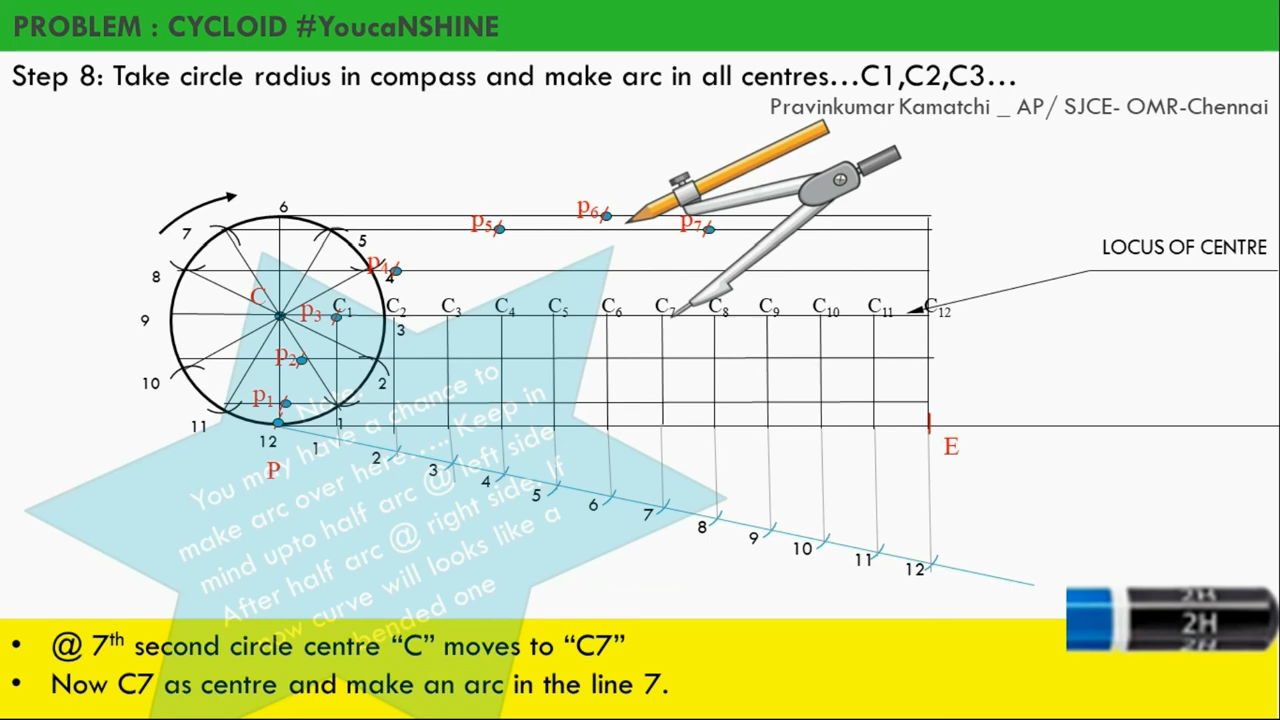 PROBLEM : CYCLOID #YoucaNSHINE
Step 8: Take circle radius in compass and make arc in all centres...C1,C2,C3...
Pravinkumar Kamatchi _ AP/ SJCE- OMR-Chennai
6
7
5
p5
p6
p7
8
p4
4
LOCUS OF CENTRE
C
9
p3
C1
C2
C3
C4
C5
C6
C7
C8
C9
C10
C11
C12
3
p2
10
2
p1
11
12
1
P
E
1
2
3
4
5
6
7
8
9
10
11
12
You may have a chance to
make arc over here..... Keep in
mind upto half arc @ left side
After half arc @ right side. If
now curve will looks like a
bended one
2H
@ 7th second circle centre “C” moves to “C7”
Now C7 as centre and make an arc in the line 7.